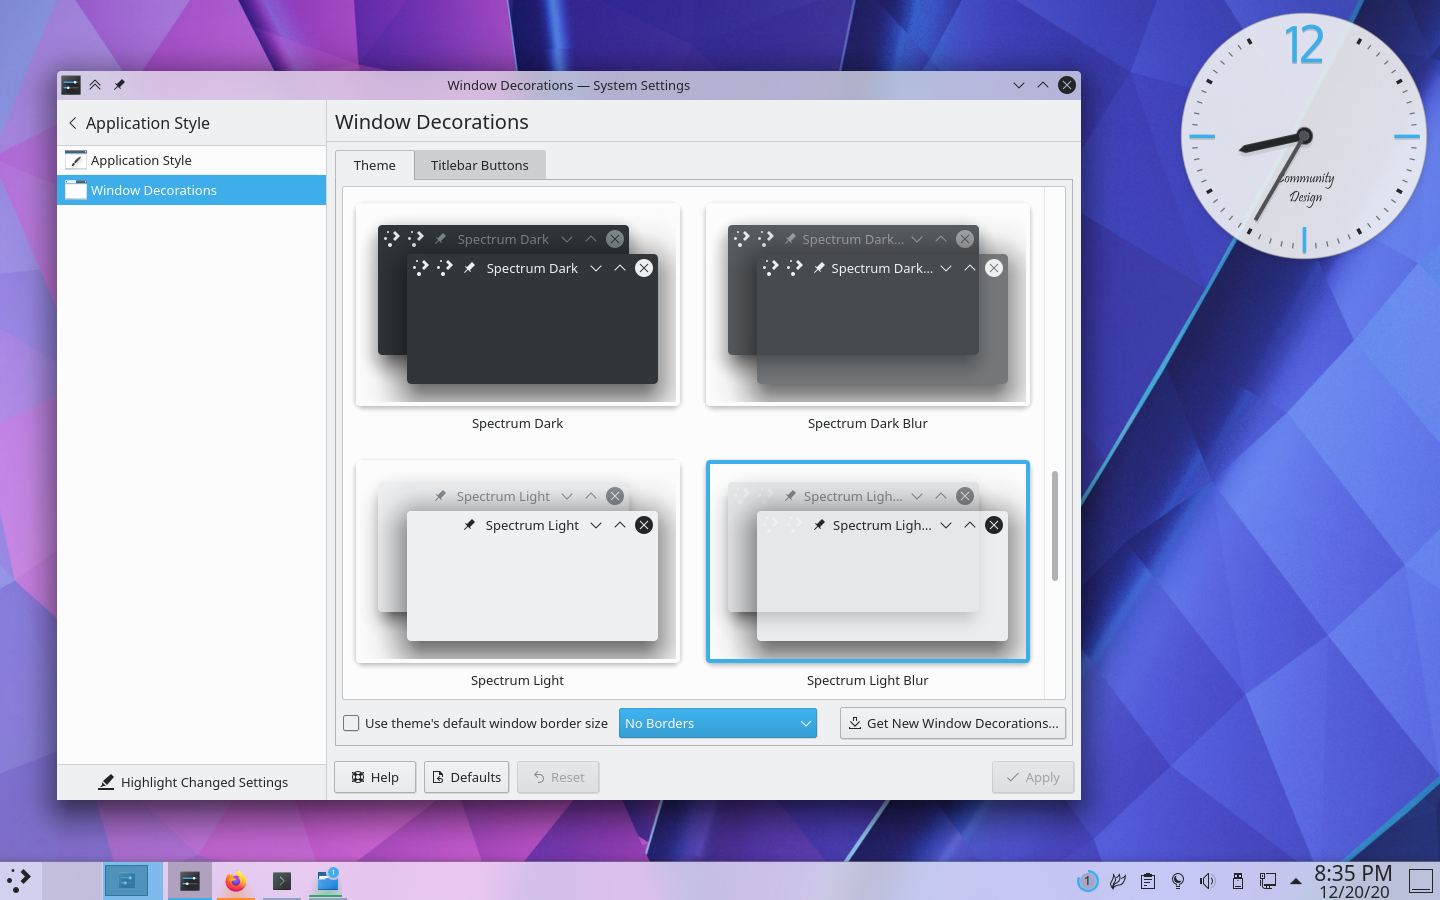 Window Decorations — System Settings
12
Community
Design
Application Style
Application Style
Window Decorations
Highlight Changed Settings
Window Decorations
Theme
Titlebar Buttons
Spectrum Dark
Spectrum Dark
Spectrum Dark
Spectrum Dark...
Spectrum Dark...
Spectrum Dark Blur
Spectrum Light
Spectrum Light
Spectrum Light
Spectrum Ligh...
Spectrum Ligh...
Spectrum Light Blur
Use theme's default window border size
No Borders
Get New Window Decorations...
Help
Defaults
Reset
Apply
1
1
8:35 PM
12/20/20